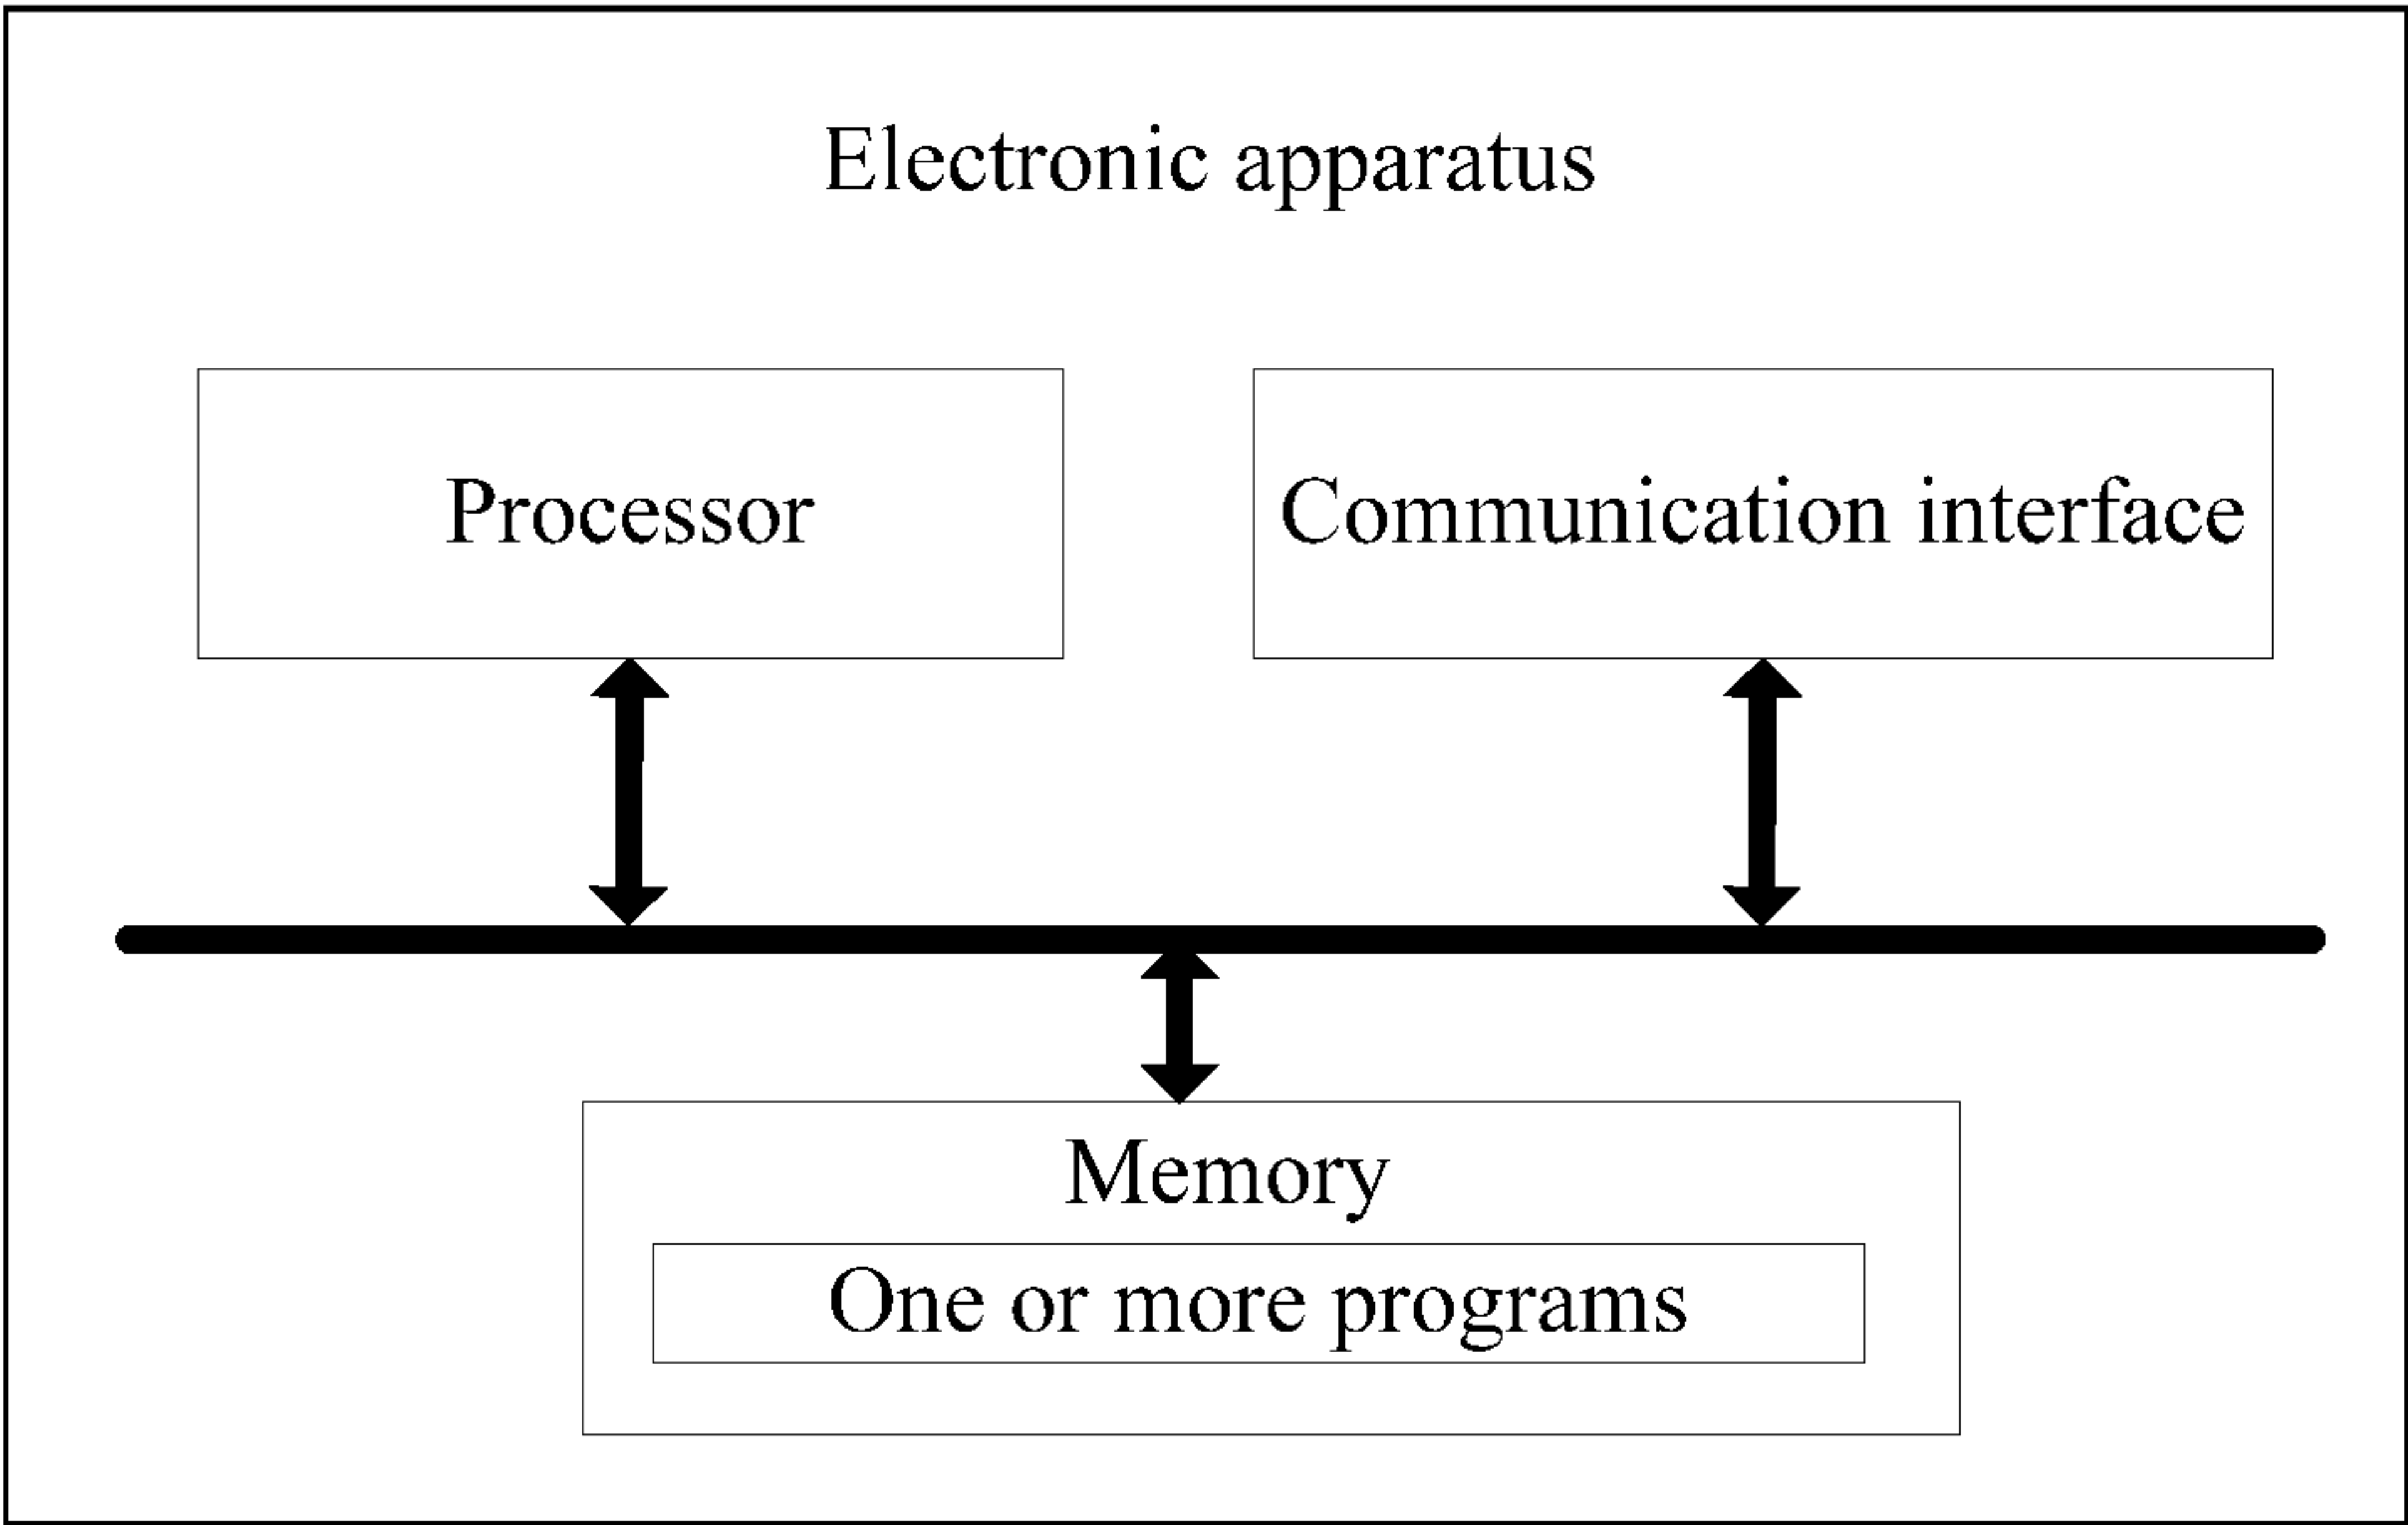 Electronic apparatus
Processor
Communication interface
Memory
One or more programs